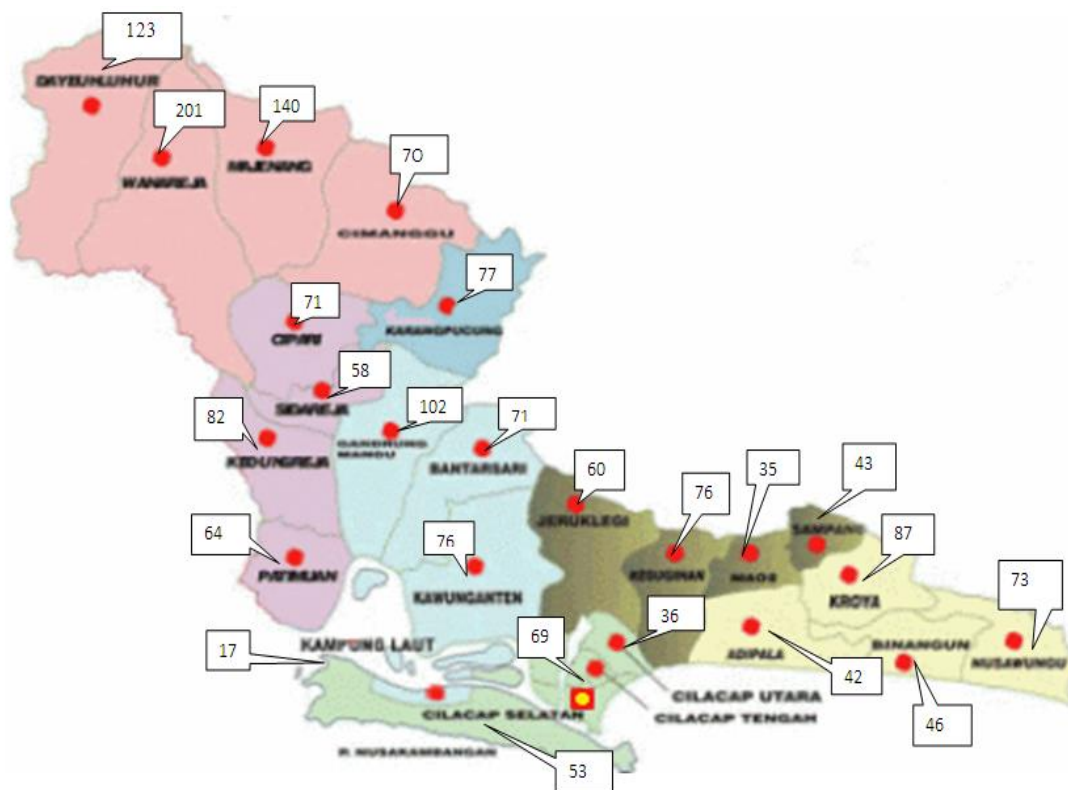 123
DAYEUHLUHUR
201
WANAREJA
140
MAJENANG
70
CIMANGGU
77
KARANGPUCUNG
71
CIPARI
58
SIDAREJA
82
KEDUNGREJA
102
GANDRUNG
MANGU
71
BANTARSARI
60
JERUKLEGI
76
KESUGIHAN
35
MAOS
43
SAMPANG
87
KROYA
73
NUSAWUNGU
64
PATIMUAN
76
KAWUNGANTEN
17
KAMPUNG LAUT
69
36
ADIPALA
42
BINANGUN
46
CILACAP UTARA
CILACAP TENGAH
CILACAP SELATAN
53
P. NUSAKAMBANGAN